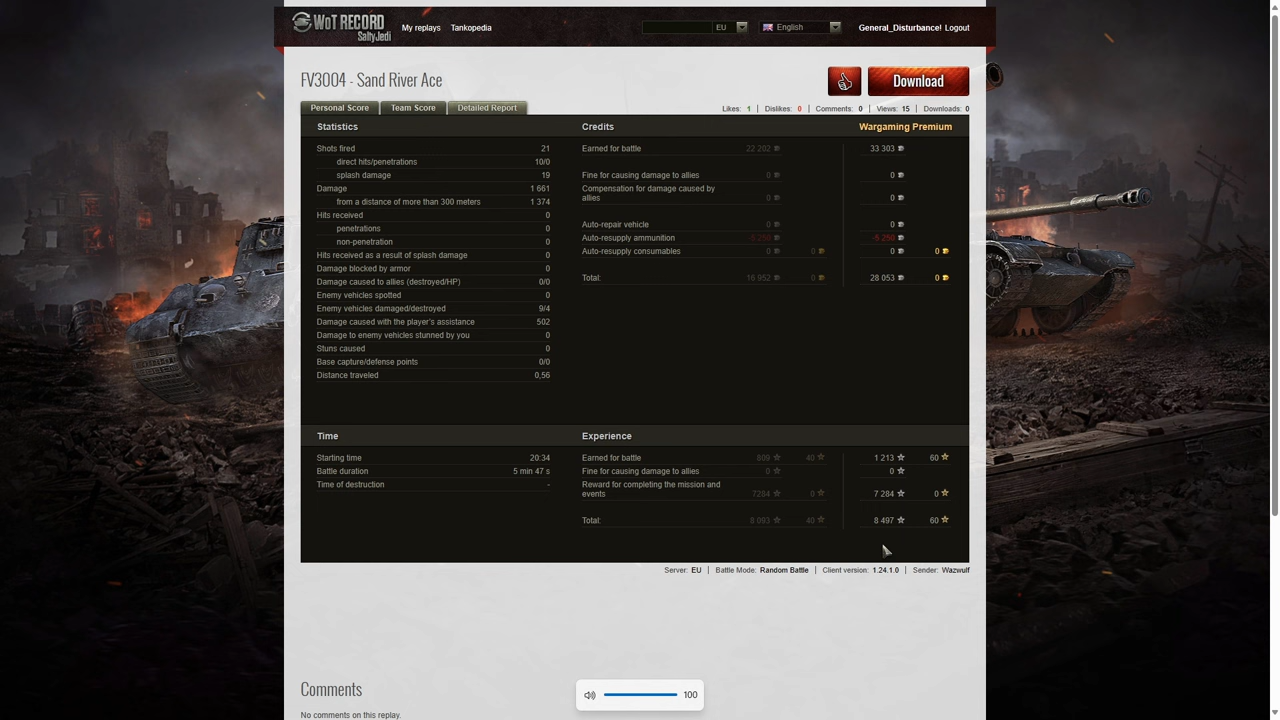 WoT RECORD
SallyJedi
My replays Tankopedia EU English General_Disturbance! Logout
FV3004 - Sand River Ace
Download
Personal Score Team Score Detailed Report
Likes: 1 | Dislikes: 0 | Comments: 0 | Views: 15 | Downloads: 0
Statistics
Shots fired 21
direct hits/penetrations 10/0
splash damage 19
Damage 1 661
from a distance of more than 300 meters 1 374
Hits received 0
penetrations 0
non-penetration 0
Hits received as a result of splash damage 0
Damage blocked by armor 0
Damage caused to allies (destroyed/HP) 0/0
Enemy vehicles spotted 0
Enemy vehicles damaged/destroyed 9/4
Damage caused with the player's assistance 502
Damage to enemy vehicles stunned by you 0
Stuns caused 0
Base capture/defense points 0/0
Distance traveled 0,56
Credits Wargaming Premium
Earned for battle 22 202 33 303
Fine for causing damage to allies 0 0
Compensation for damage caused by
allies 0 0
Auto-repair vehicle 0 0
Auto-resupply ammunition -5 250 -5 250
Auto-resupply consumables 0 0 0 0
Total: 16 952 0 28 053 0
Time
Starting time 20:34
Battle duration 5 min 47 s
Time of destruction -
Experience
Earned for battle 809 40 1 213 60
Fine for causing damage to allies 0 0
Reward for completing the mission and
events 7284 0 7 284 0
Total: 8 093 40 8 497 60
Server: EU | Battle Mode: Random Battle | Client version: 1.24.1.0 | Sender: Wazwulf
Comments
100
No comments on this replay.